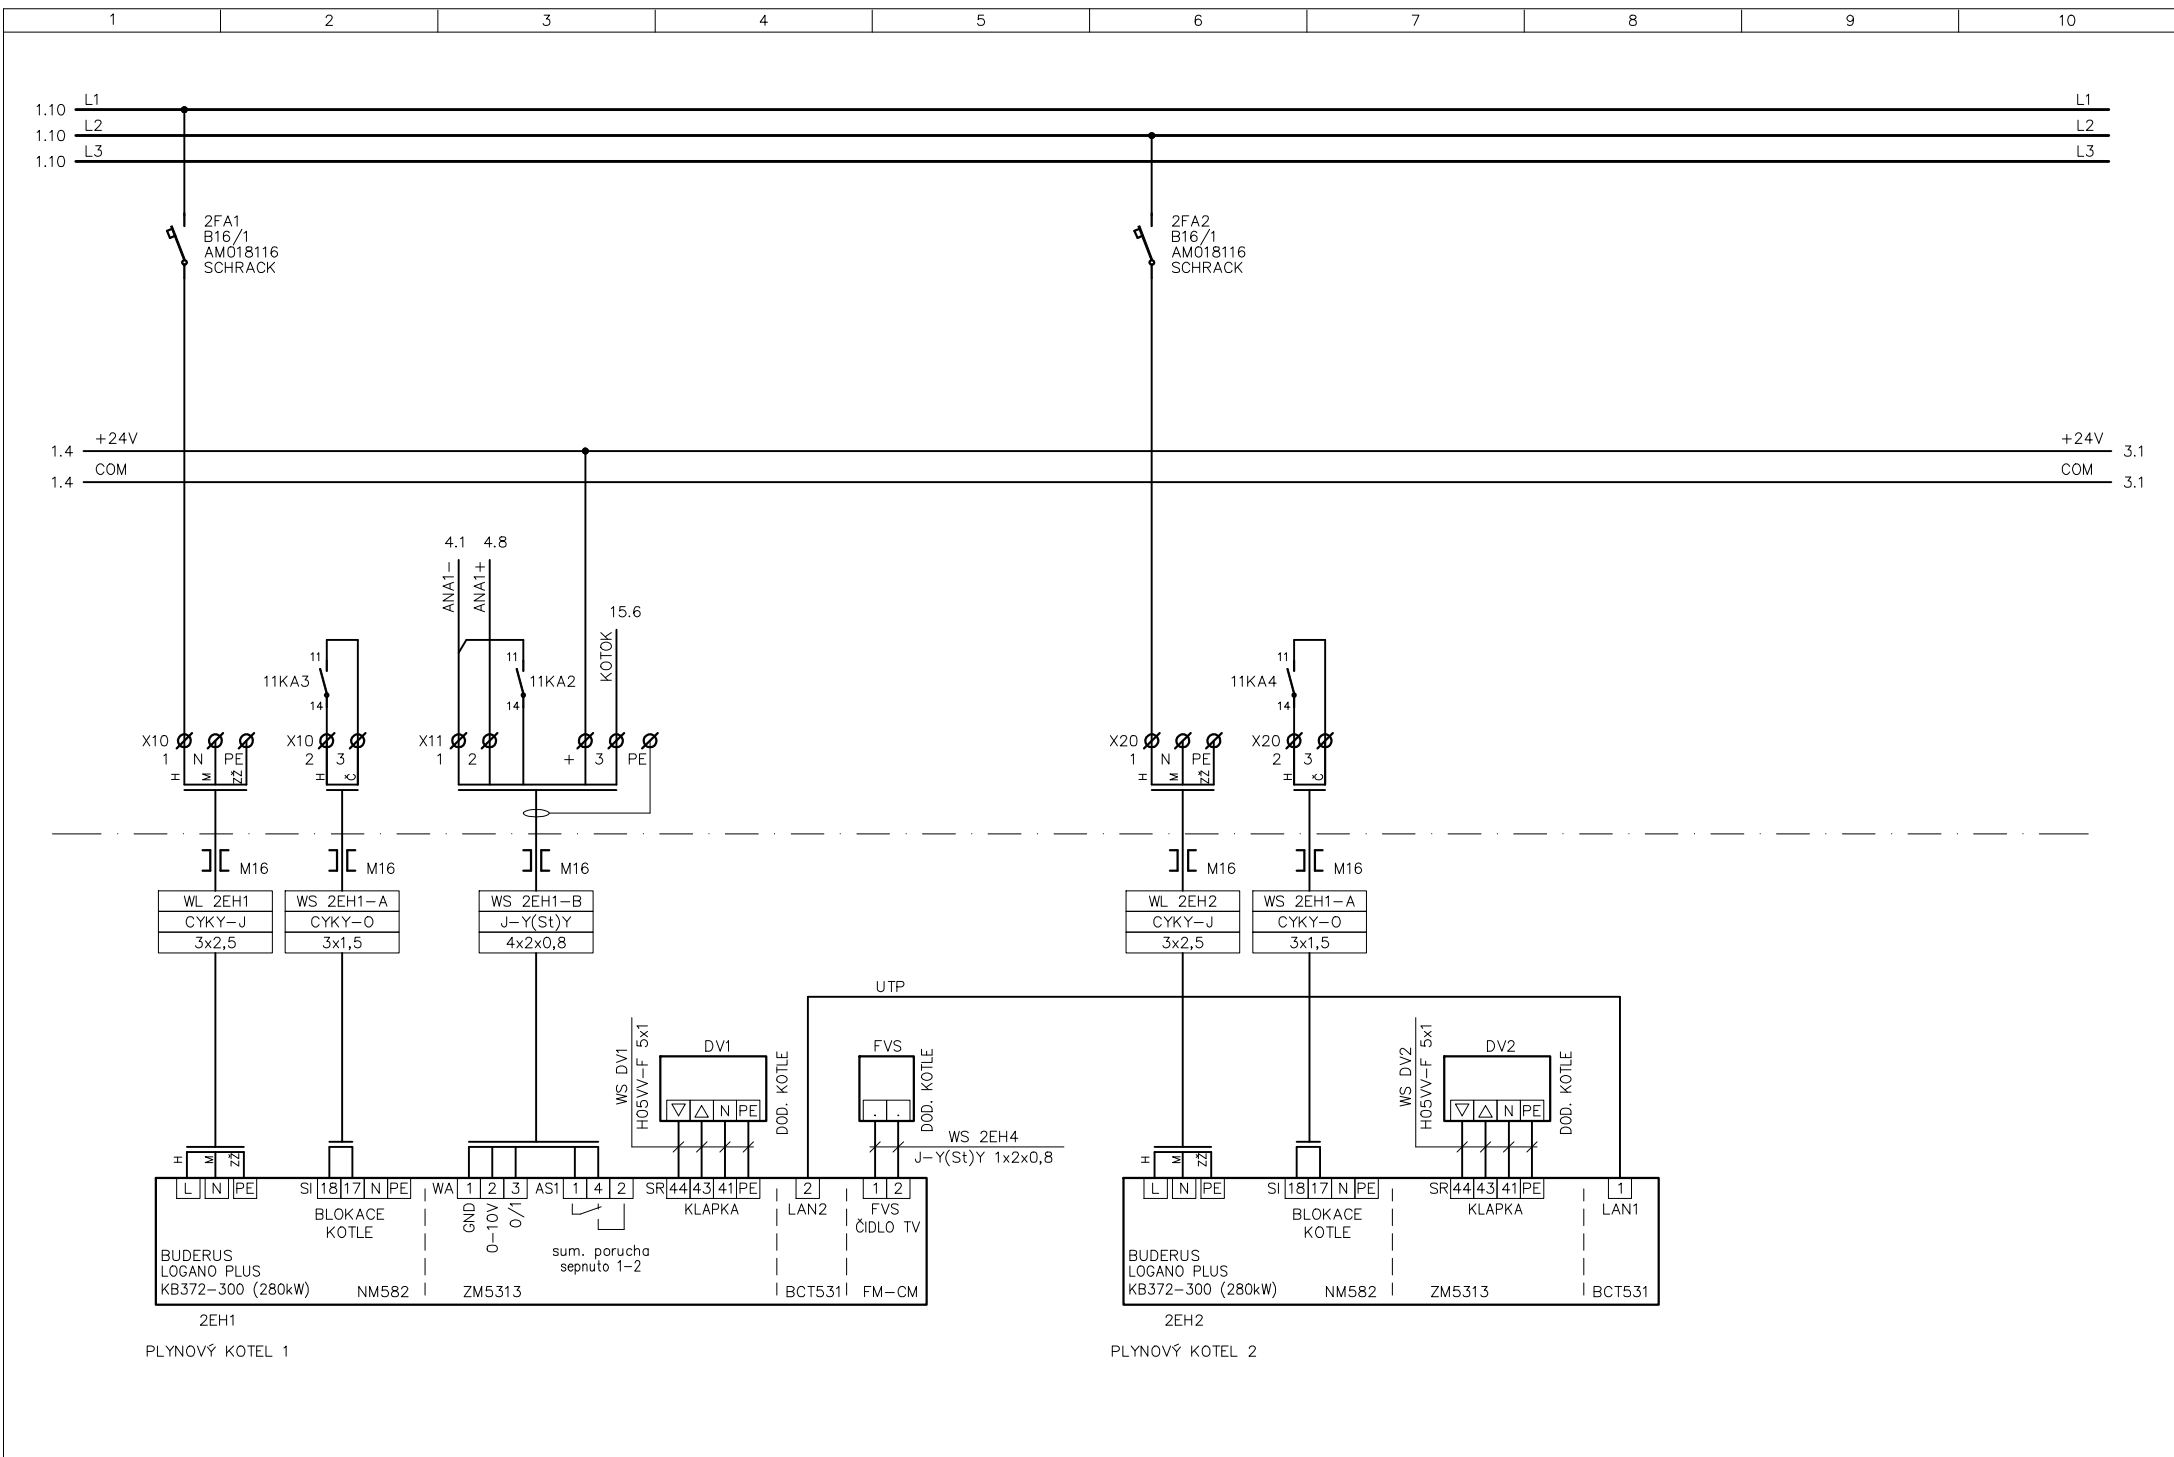 1 2 3 4 5 6 7 8 9 10
L1 L1
1.10
L2 L2
1.10
L3 L3
1.10
2FA1
B16/1
AM018116
SCHRACK
2FA2
B16/1
AM018116
SCHRACK
+24V +24V
1.4 3.1
COM COM
1.4 3.1
4.1 4.8
ANA1-
ANA1+
15.6
KOTOK
11
11KA3
14
11
11KA2
14
11
11KA4
14
X10
1 N PE
H M ZŽ
X10
2 3
H Č
X11
1 2 + 3 PE
X20
1 N PE
H M ZŽ
X20
2 3
H Č
M16 M16 M16 M16 M16
WL 2EH1
CYKY-J
3x2,5
WS 2EH1-A
CYKY-O
3x1,5
WS 2EH1-B
J-Y(St)Y
4x2x0,8
WL 2EH2
CYKY-J
3x2,5
WS 2EH1-A
CYKY-O
3x1,5
UTP
WS DV1
H05VV-F 5x1
DV1
N PE
DOD. KOTLE
FVS
. .
DOD. KOTLE
WS 2EH4
J-Y(St)Y 1x2x0,8
WS DV2
H05VV-F 5x1
DV2
N PE
DOD. KOTLE
H M ZŽ
L N PE
SI 18 17 N PE
BLOKACE
KOTLE
WA 1 2 3
GND
0-10V
0/1
AS1 1 4 2
sum. porucha
sepnuto 1-2
SR 44 43 41 PE
KLAPKA
2
LAN2
1 2
FVS
ČIDLO TV
BUDERUS
LOGANO PLUS
KB372-300 (280kW)
NM582
ZM5313
BCT531
FM-CM
2EH1
PLYNOVÝ KOTEL 1
H M ZŽ
L N PE
SI 18 17 N PE
BLOKACE
KOTLE
SR 44 43 41 PE
KLAPKA
1
LAN1
BUDERUS
LOGANO PLUS
KB372-300 (280kW)
NM582
ZM5313
BCT531
2EH2
PLYNOVÝ KOTEL 2